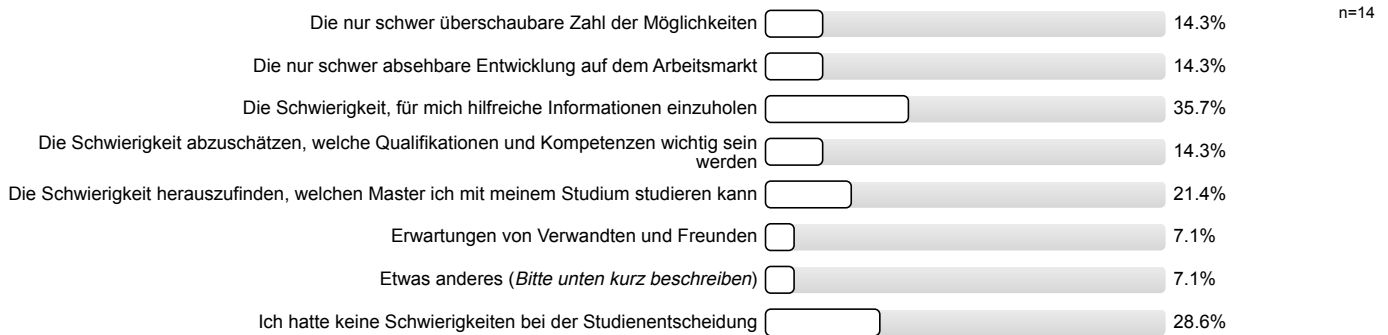 Die nur schwer überschaubare Zahl der Möglichkeiten 14.3% n=14
Die nur schwer absehbare Entwicklung auf dem Arbeitsmarkt 14.3%
Die Schwierigkeit, für mich hilfreiche Informationen einzuholen 35.7%
Die Schwierigkeit abzuschätzen, welche Qualifikationen und Kompetenzen wichtig sein
werden 14.3%
Die Schwierigkeit herauszufinden, welchen Master ich mit meinem Studium studieren kann 21.4%
Erwartungen von Verwandten und Freunden 7.1%
Etwas anderes (Bitte unten kurz beschreiben) 7.1%
Ich hatte keine Schwierigkeiten bei der Studienentscheidung 28.6%